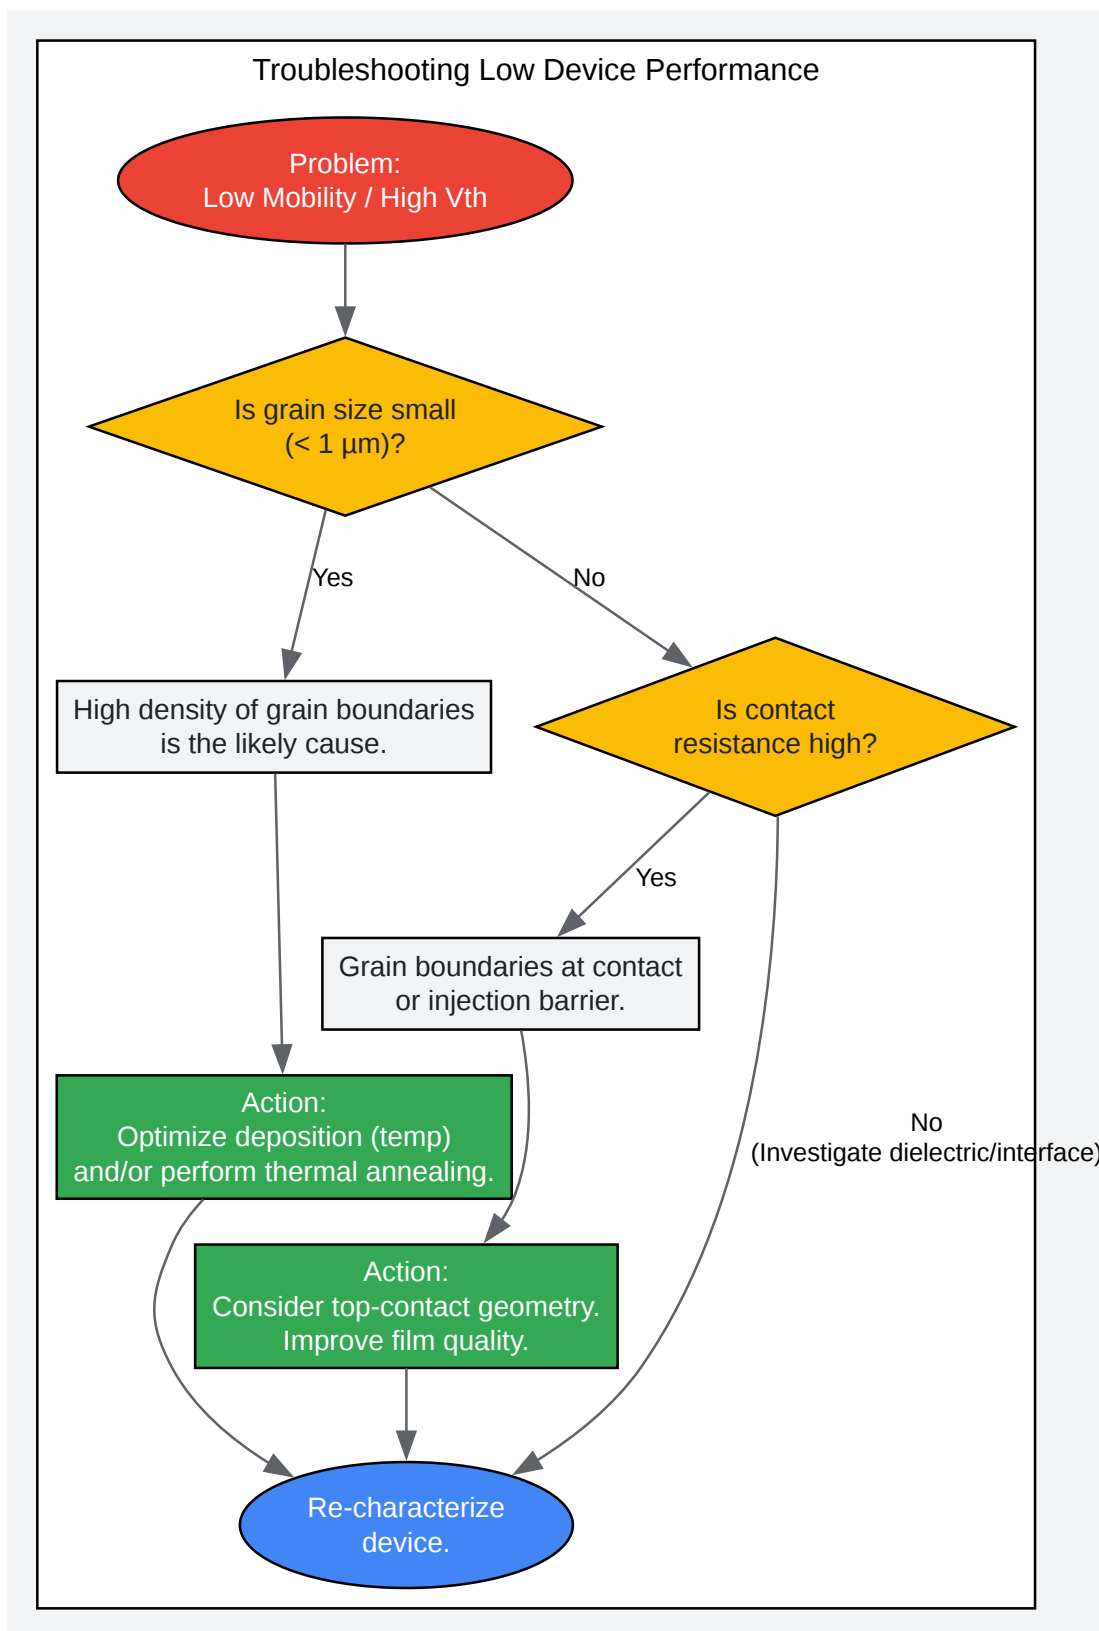 Troubleshooting Low Device Performance
Problem:
Low Mobility / High Vth
Is grain size small
(< 1 µm)?
Yes
No
High density of grain boundaries
is the likely cause.
Is contact
resistance high?
Yes
Grain boundaries at contact
or injection barrier.
Action:
Optimize deposition (temp)
and/or perform thermal annealing.
No
(Investigate dielectric/interface)
Action:
Consider top-contact geometry.
Improve film quality.
Re-characterize
device.